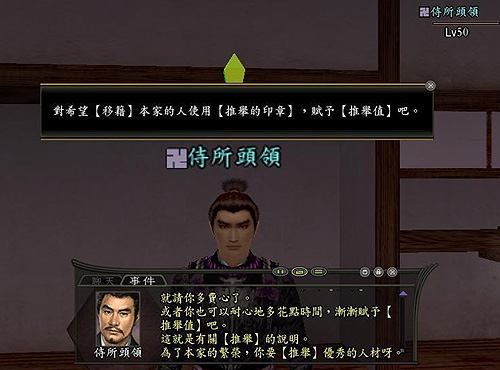 卍侍所頭領
Lv50
對希望【移籍】本家的人使用【推舉的印章】，賦予【推舉值】吧。
卍侍所頭領
聊天 事件
就請你多費心了。
或者你也可以耐心地多花點時間，漸漸賦予【
推舉值】吧。
這就是有關【推舉】的說明。
為了本家的繁榮，你要【推舉】優秀的人材呀。
侍所頭領